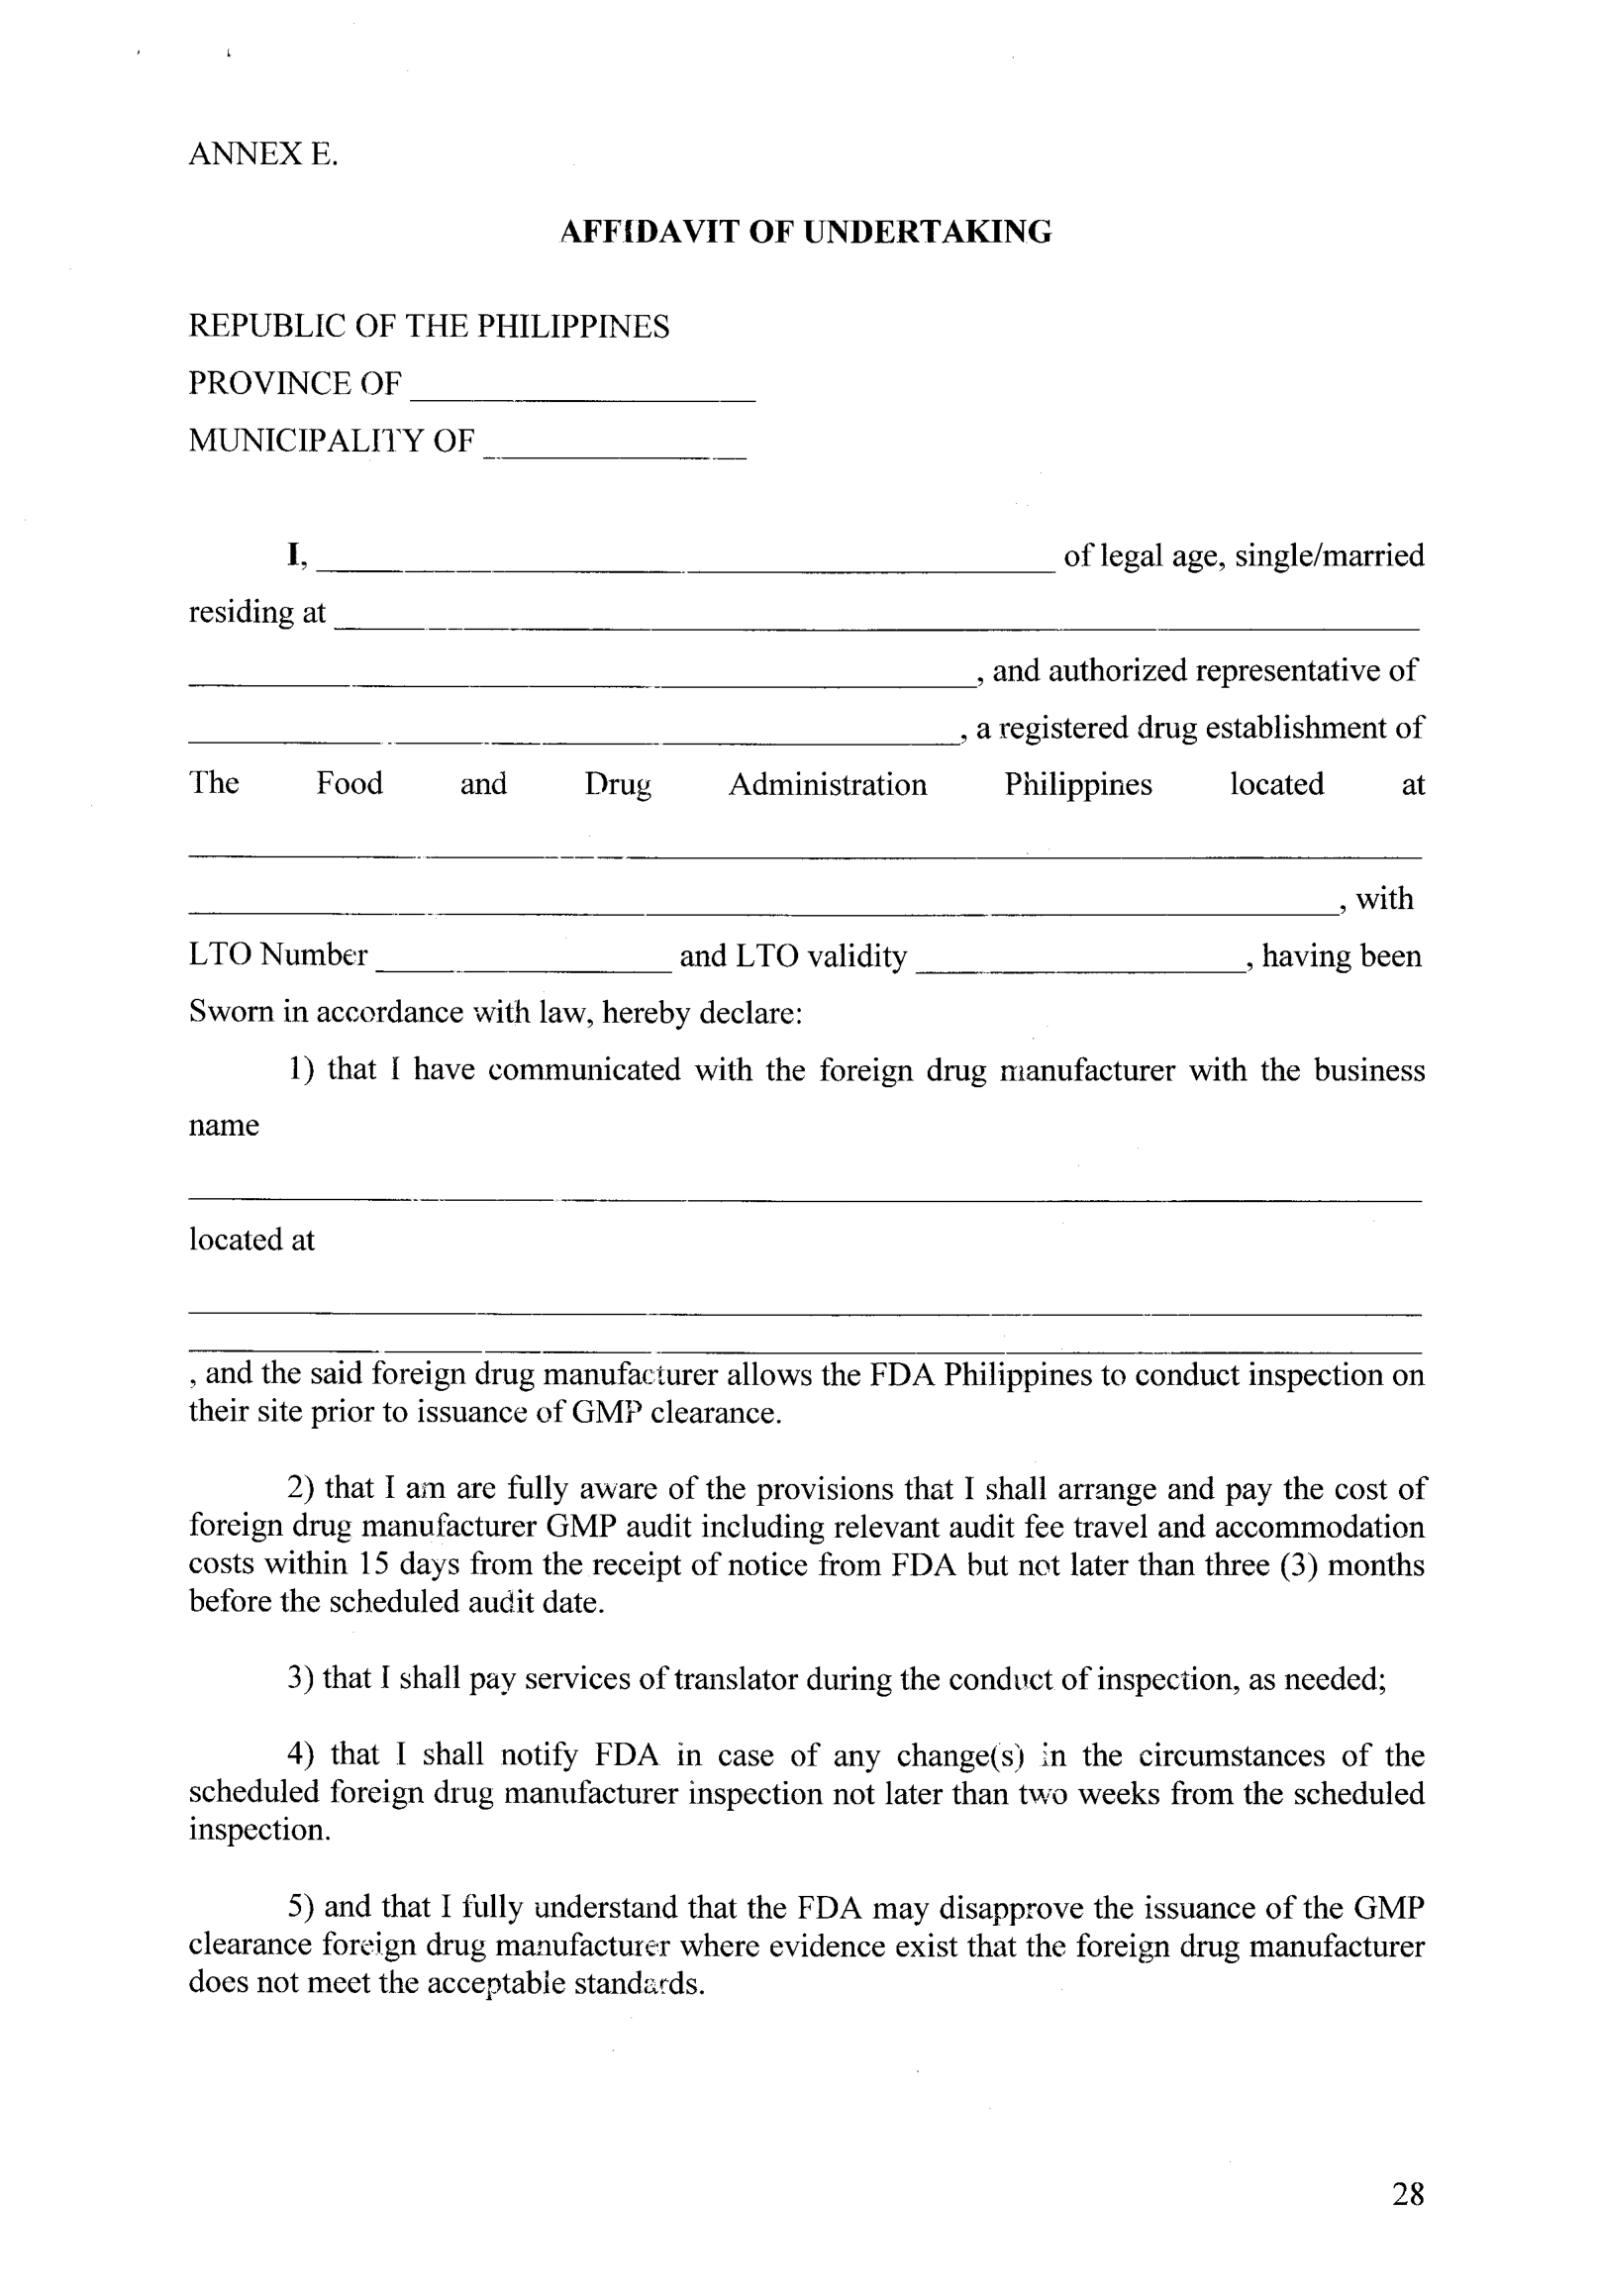 ANNEX E.
AFFIDAVIT OF UNDERTAKING
REPUBLIC OF THE PHILIPPINES
PROVINCE OF ____________________
MUNICIPALITY OF ________________
I, ____________________________________________ of legal age, single/married
residing at ________________________________________________________________
_______________________________________________, and authorized representative of
______________________________________________, a registered drug establishment of
The Food and Drug Administration Philippines located at
__________________________________________________________________________
_____________________________________________________________________, with
LTO Number __________________ and LTO validity ____________________, having been
Sworn in accordance with law, hereby declare:
1) that I have communicated with the foreign drug manufacturer with the business
name
__________________________________________________________________________
located at
__________________________________________________________________________
__________________________________________________________________________
, and the said foreign drug manufacturer allows the FDA Philippines to conduct inspection on
their site prior to issuance of GMP clearance.
2) that I am are fully aware of the provisions that I shall arrange and pay the cost of
foreign drug manufacturer GMP audit including relevant audit fee travel and accommodation
costs within 15 days from the receipt of notice from FDA but not later than three (3) months
before the scheduled audit date.
3) that I shall pay services of translator during the conduct of inspection, as needed;
4) that I shall notify FDA in case of any change(s) in the circumstances of the
scheduled foreign drug manufacturer inspection not later than two weeks from the scheduled
inspection.
5) and that I fully understand that the FDA may disapprove the issuance of the GMP
clearance foreign drug manufacturer where evidence exist that the foreign drug manufacturer
does not meet the acceptable standards.
28